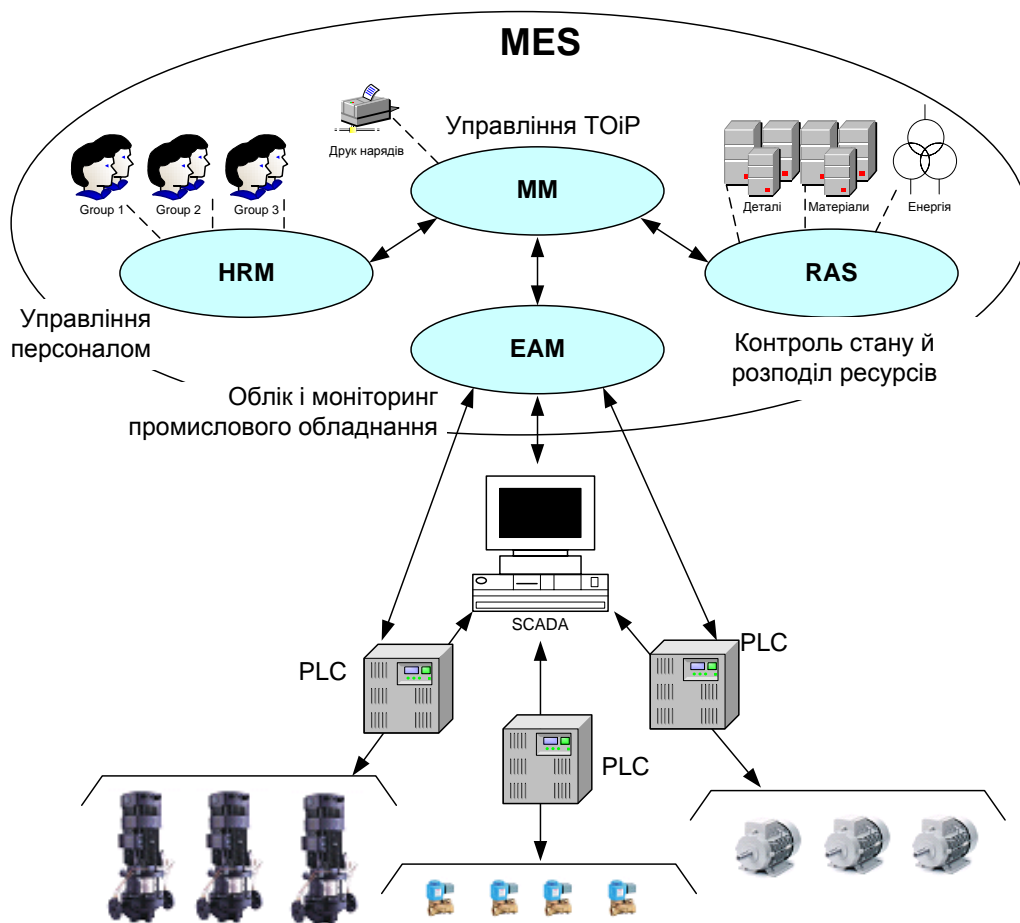 MES
Друк нарядів
Управління ТОіР
MM
Group 1
Group 2
Group 3
Деталі
Матеріали
Енергія
HRM
RAS
Управління
персоналом
EAM
Контроль стану й
розподіл ресурсів
Облік і моніторинг
промислового обладнання
SCADA
PLC
PLC
PLC